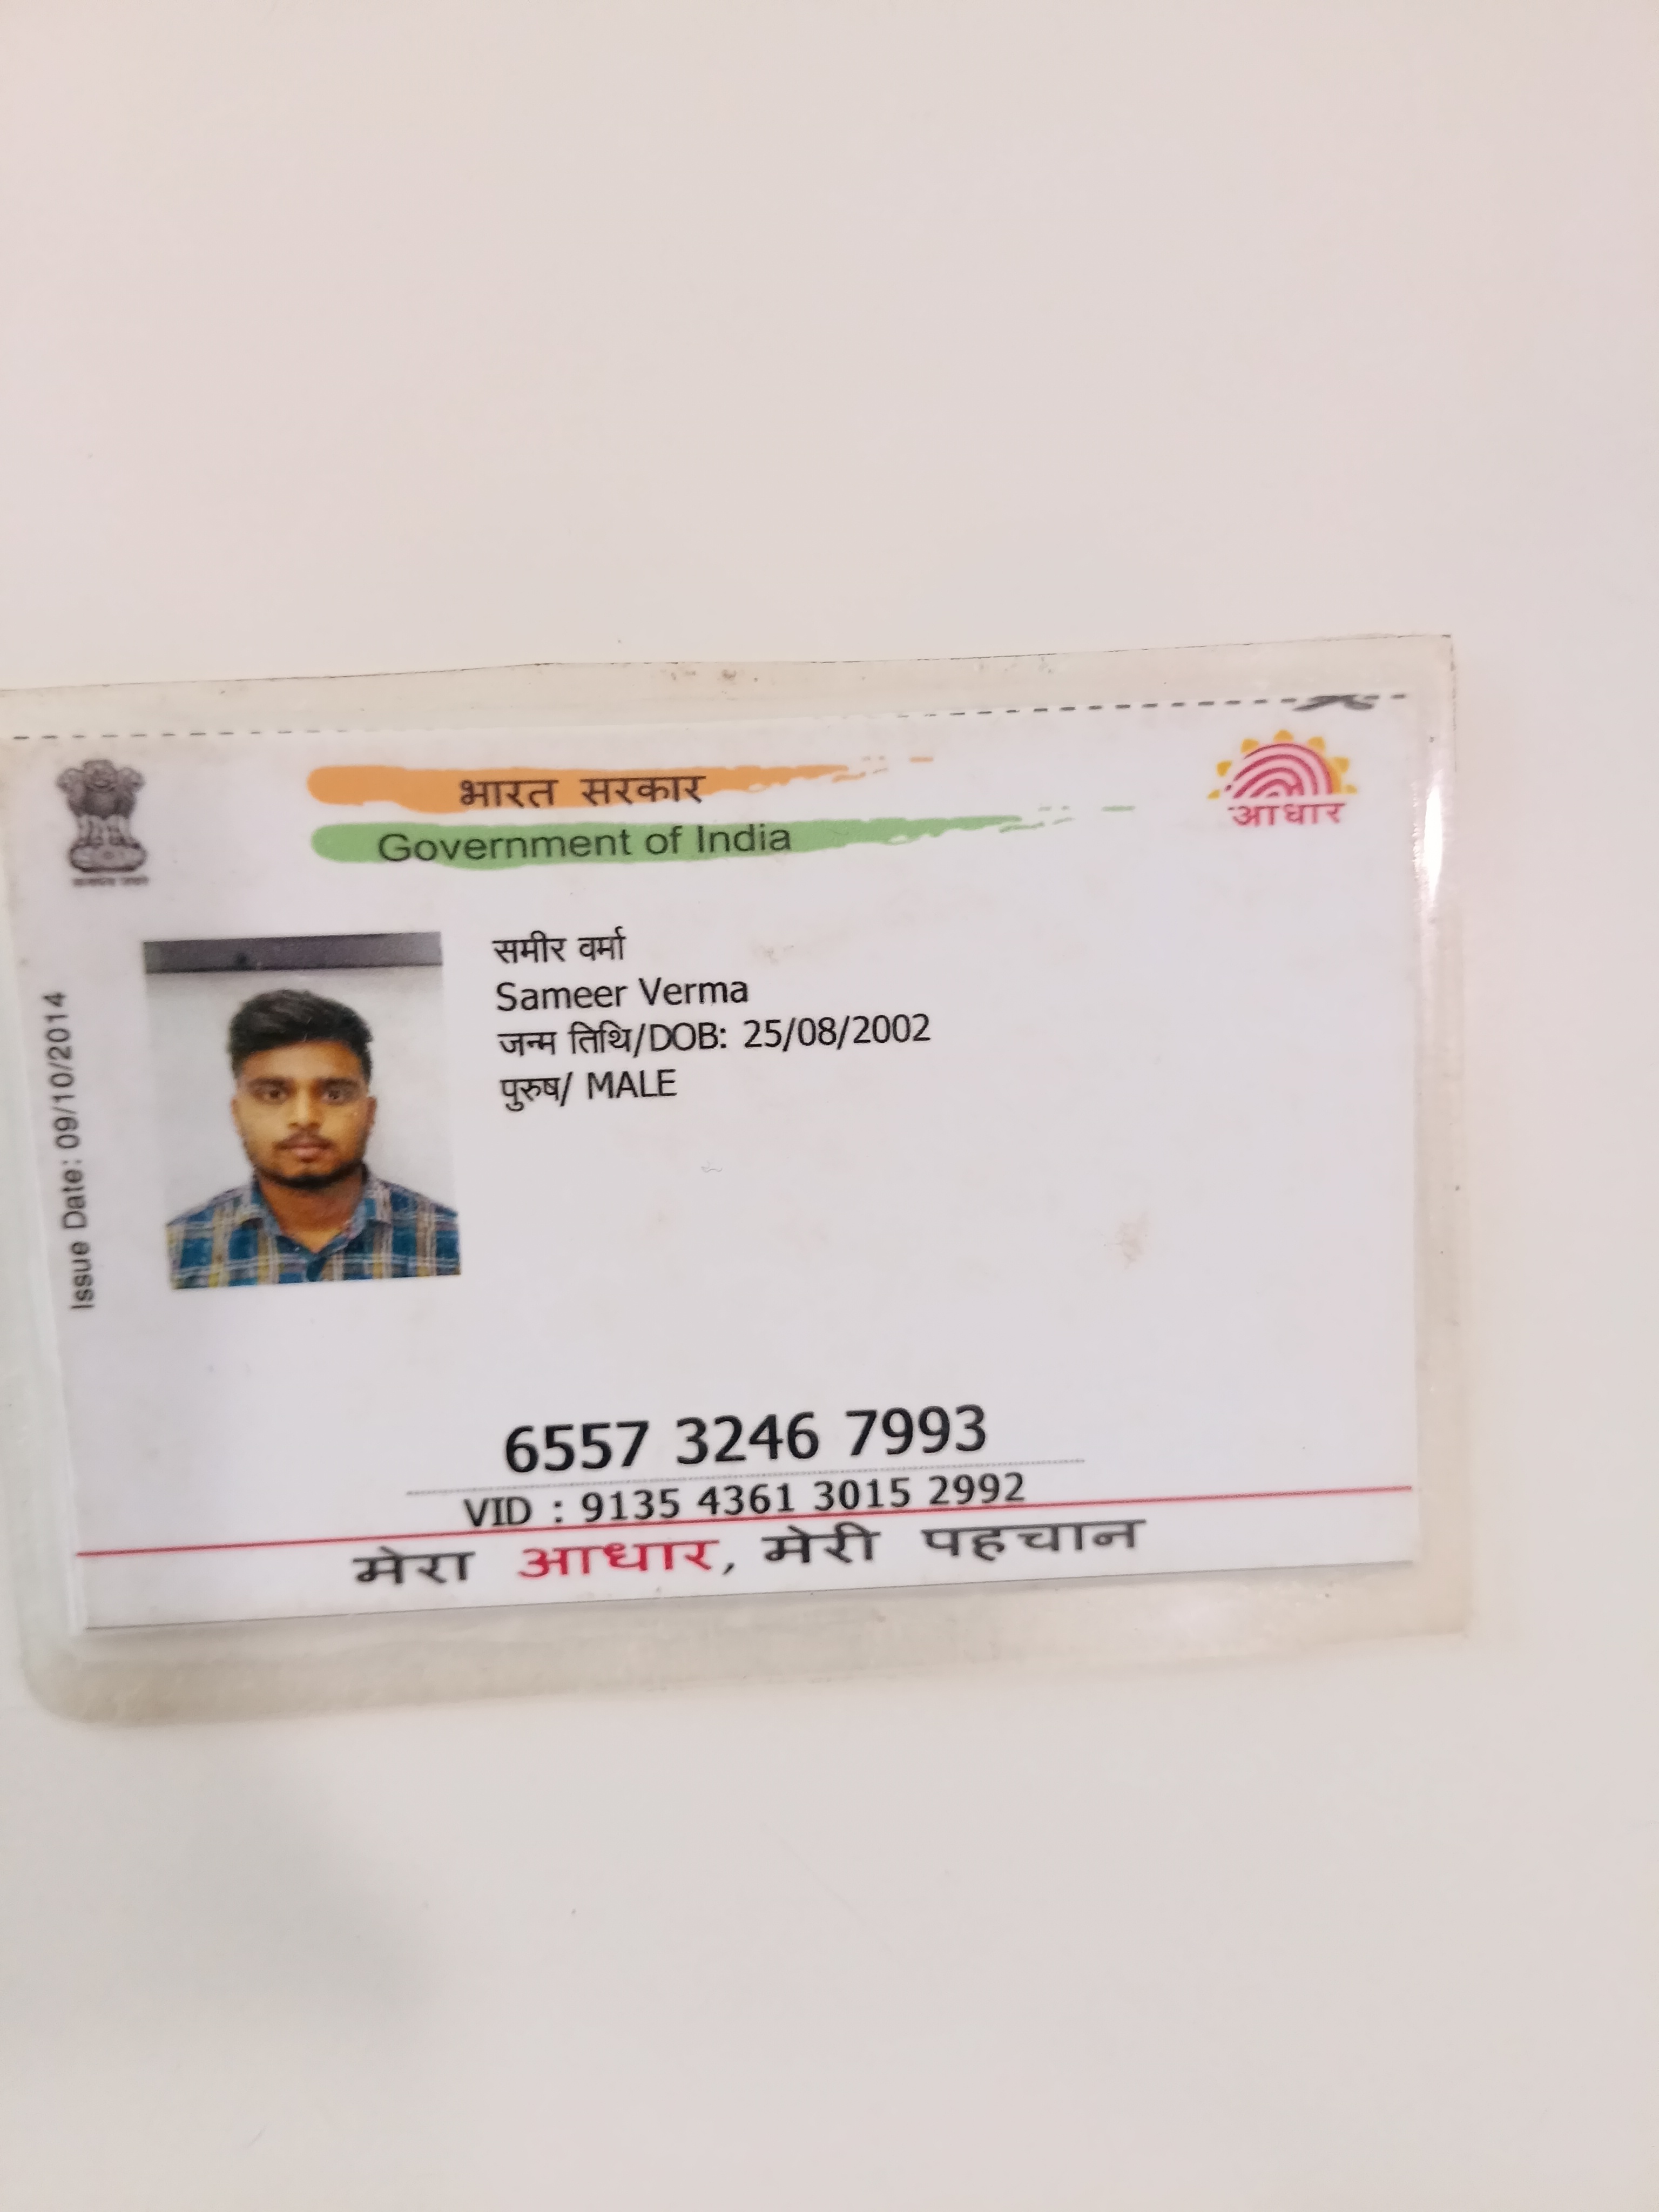 भारत सरकार
Government of India
आधार
Issue Date: 09/10/2014
समीर वर्मा
Sameer Verma
जन्म तिथि/DOB: 25/08/2002
पुरुष/ MALE
6557 3246 7993
VID : 9135 4361 3015 2992
मेरा आधार, मेरी पहचान